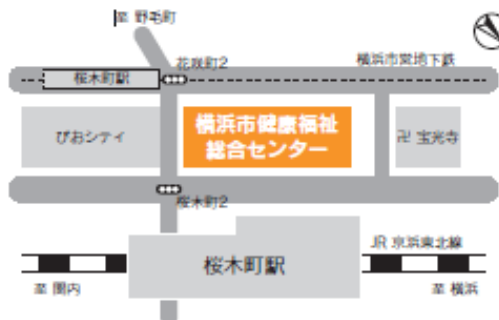 至 野毛町
花咲町2
横浜市営地下鉄
桜木町駅
ぴおシティ
横浜市健康福祉
総合センター
卍 宝光寺
桜木町2
JR 京浜東北線
桜木町駅
至 関内
至 横浜